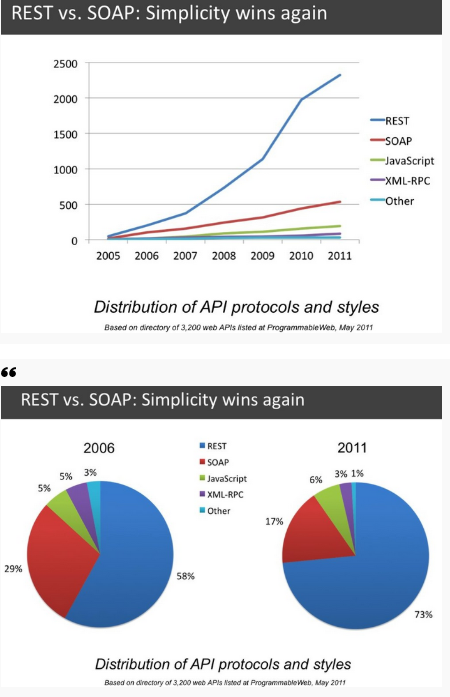 REST vs. SOAP: Simplicity wins again
2500
2000
1500
1000
500
0
2005 2006 2007 2008 2009 2010 2011
REST
SOAP
JavaScript
XML-RPC
Other
Distribution of API protocols and styles
Based on directory of 3,200 web APIs listed at ProgrammableWeb, May 2011
“
REST vs. SOAP: Simplicity wins again
2006
REST
SOAP
JavaScript
XML-RPC
Other
2011
3%
5%
5%
29%
58%
3% 1%
6%
17%
73%
Distribution of API protocols and styles
Based on directory of 3,200 web APIs listed at ProgrammableWeb, May 2011